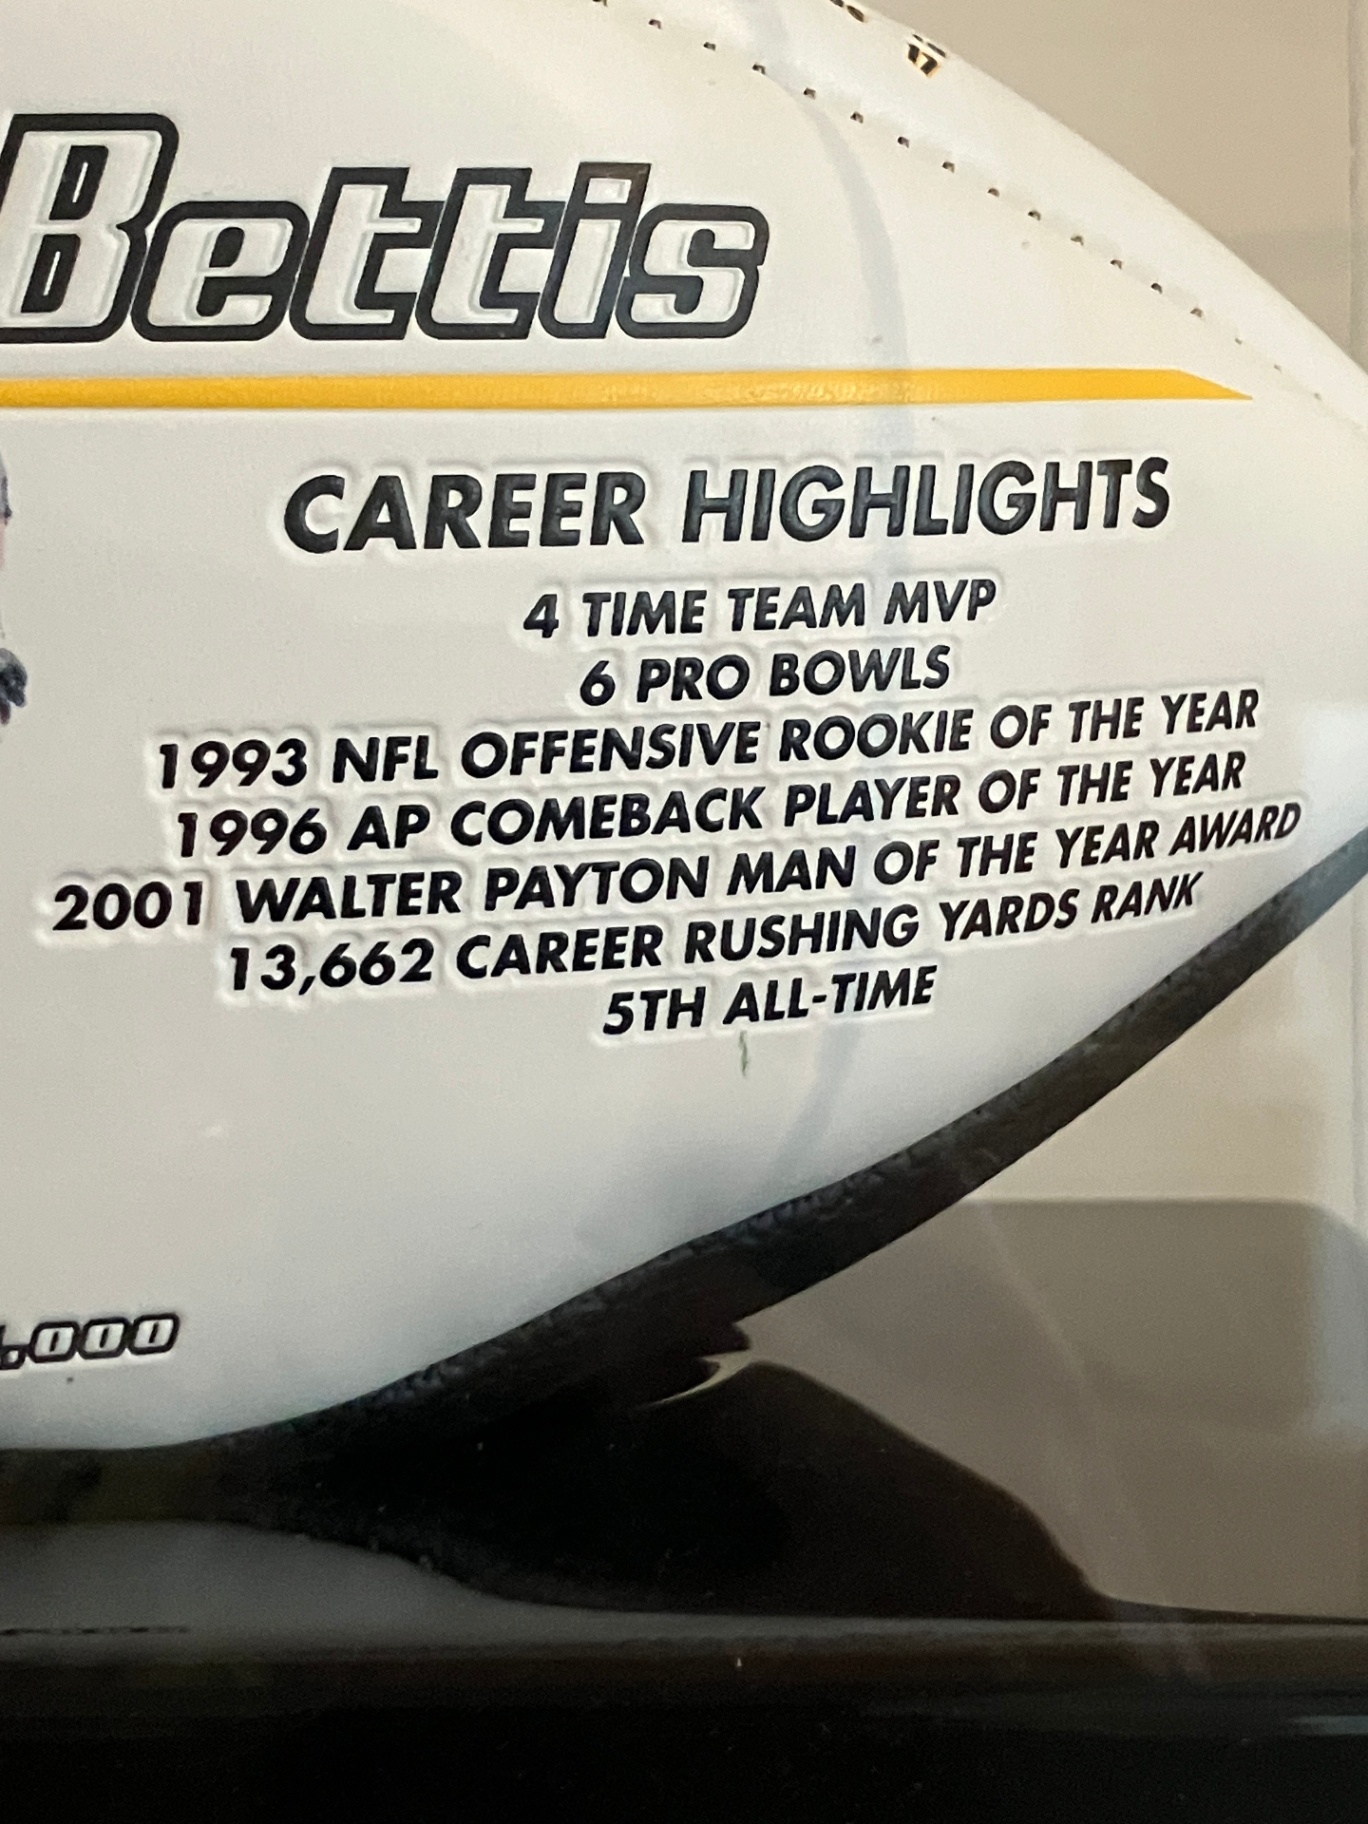 Bettis
CAREER HIGHLIGHTS
4 TIME TEAM MVP
6 PRO BOWLS
1993 NFL OFFENSIVE ROOKIE OF THE YEAR
1996 AP COMEBACK PLAYER OF THE YEAR
2001 WALTER PAYTON MAN OF THE YEAR AWARD
13,662 CAREER RUSHING YARDS RANK
5TH ALL-TIME
,000